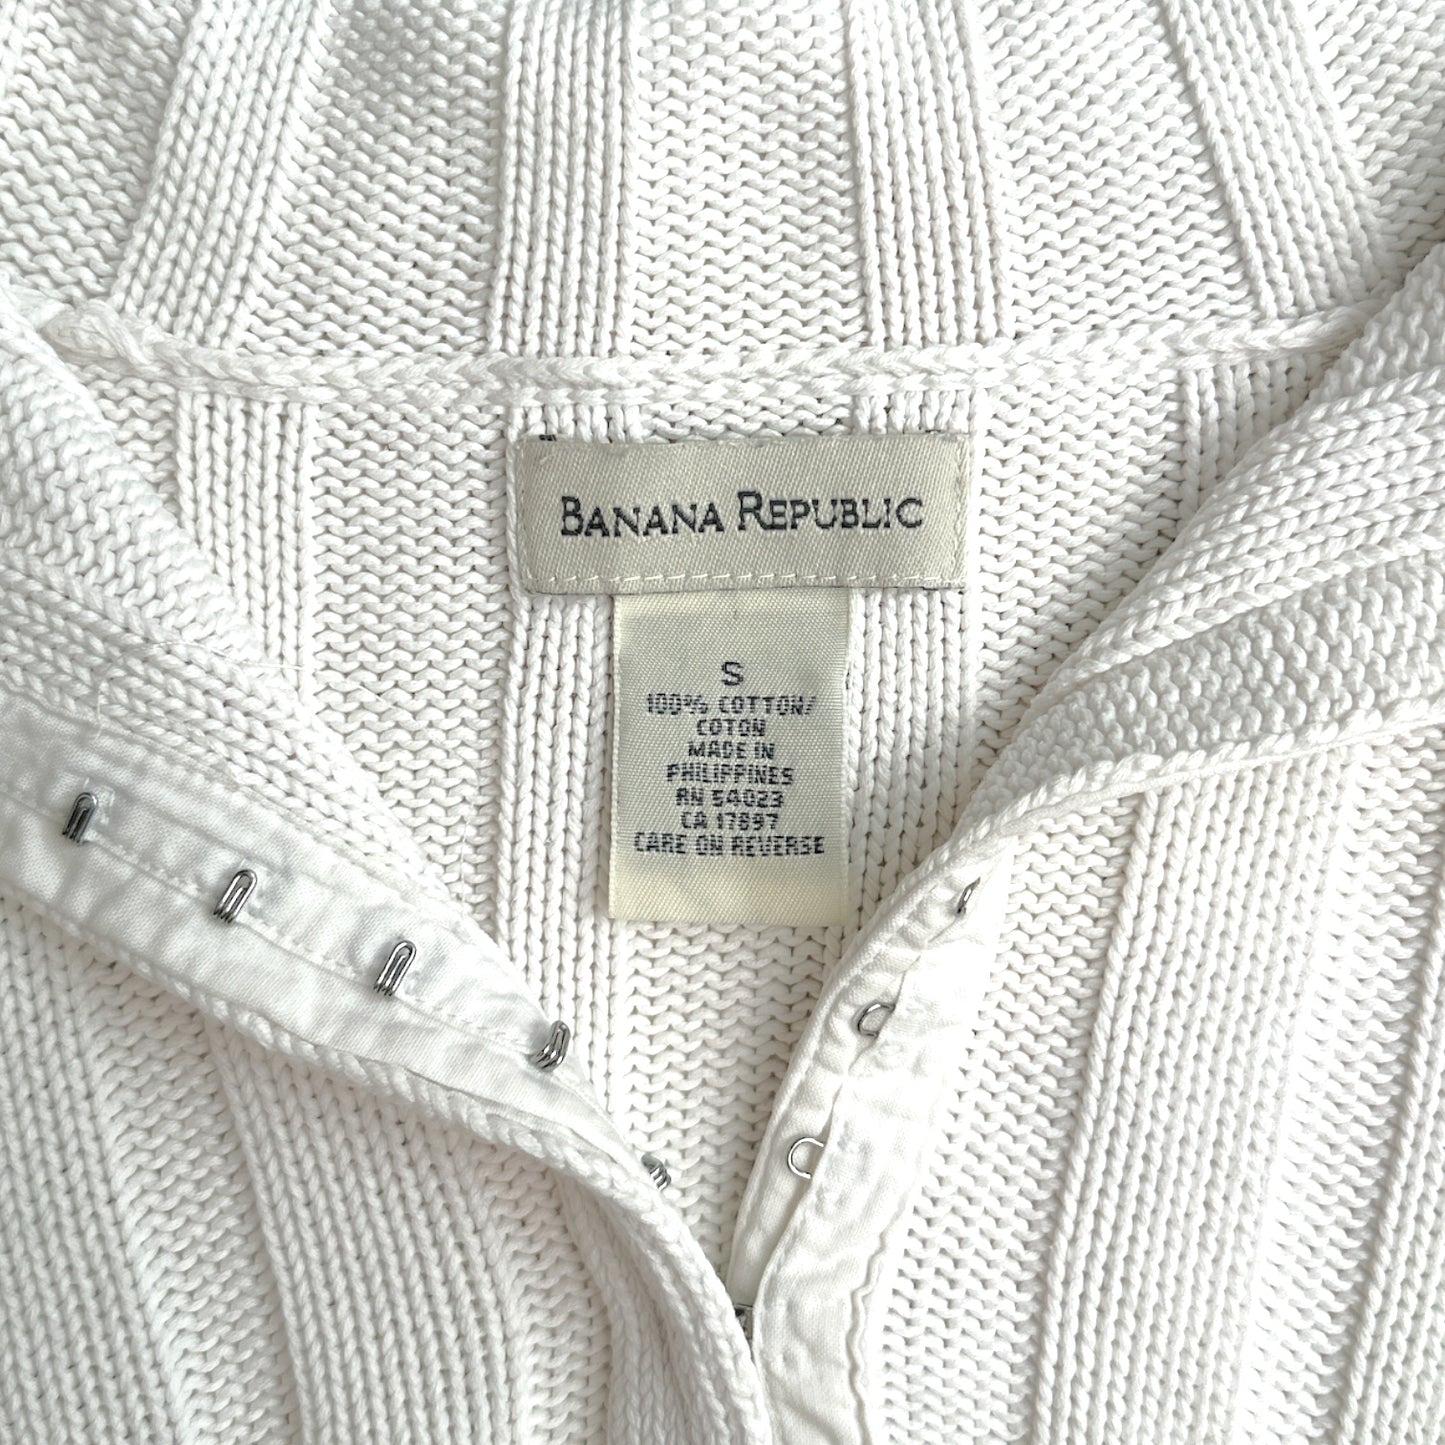 BANANA REPUBLIC
S
100% COTTON/
COTON
MADE IN
PHILIPPINES
RN 54023
CA 17897
CARE ON REVERSE